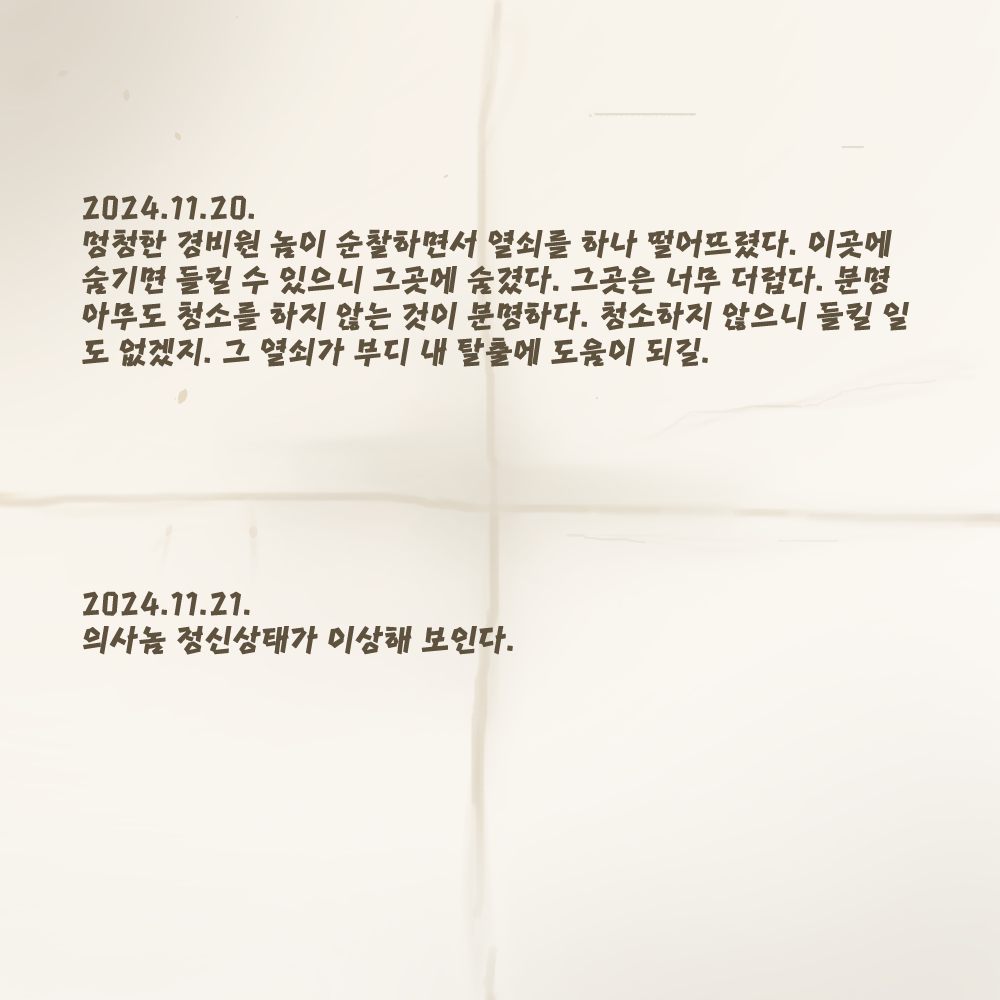 2024.11.20.
멍청한 경비원 놈이 순찰하면서 열쇠를 하나 떨어뜨렸다. 이곳에
숨기면 들킬 수 있으니 그곳에 숨겼다. 그곳은 너무 더럽다. 분명
아무도 청소를 하지 않는 것이 분명하다. 청소하지 않으니 들킬 일
도 없겠지. 그 열쇠가 부디 내 탈출에 도움이 되길.
2024.11.21.
의사놈 정신상태가 이상해 보인다.